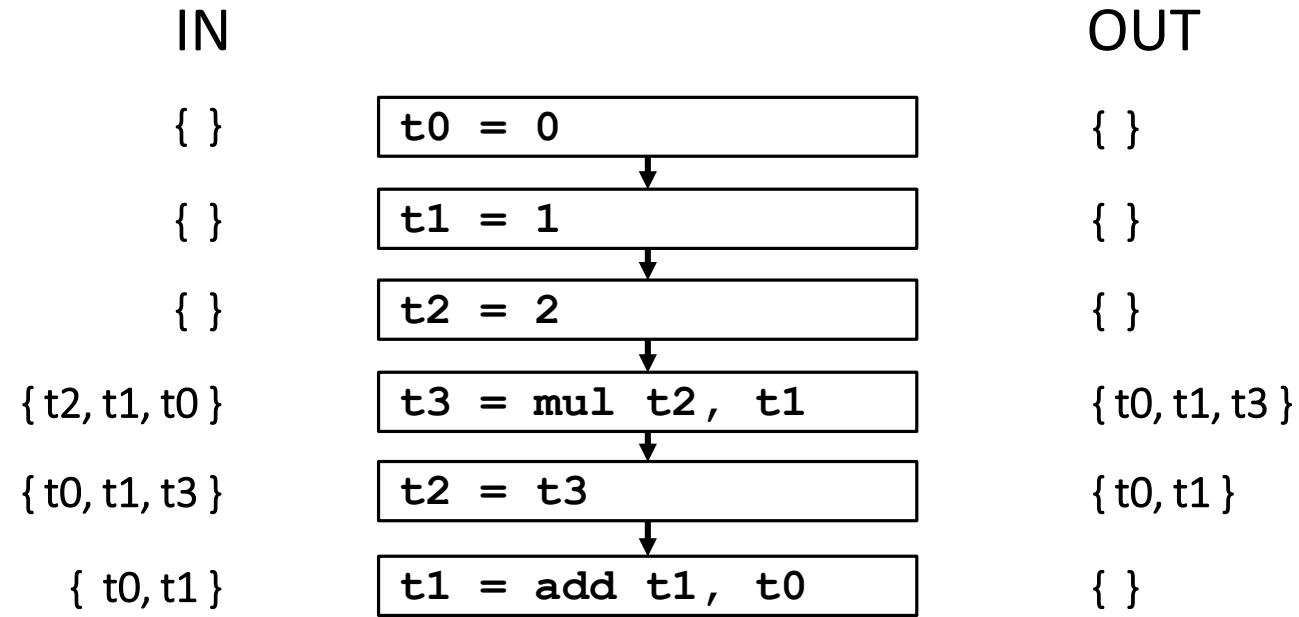 IN OUT
{ } t0 = 0 { }
{ } t1 = 1 { }
{ } t2 = 2 { }
{ t2, t1, t0 } t3 = mul t2, t1 { t0, t1, t3 }
{ t0, t1, t3 } t2 = t3 { t0, t1 }
{ t0, t1 } t1 = add t1, t0 { }